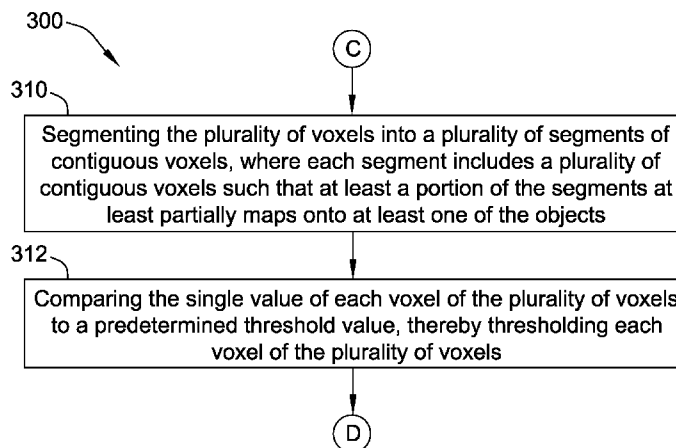 300
C
310
Segmenting the plurality of voxels into a plurality of segments of
contiguous voxels, where each segment includes a plurality of
contiguous voxels such that at least a portion of the segments at
least partially maps onto at least one of the objects
312
Comparing the single value of each voxel of the plurality of voxels
to a predetermined threshold value, thereby thresholding each
voxel of the plurality of voxels
D